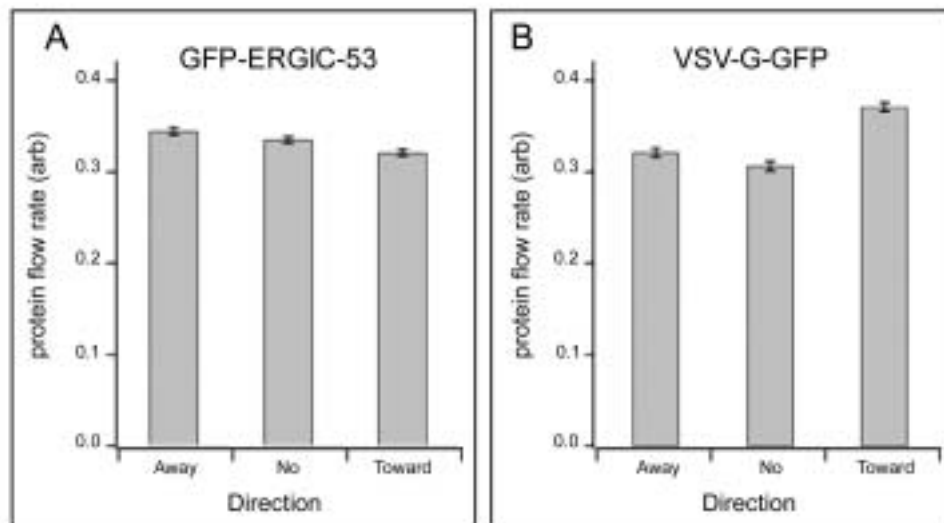 A
GFP-ERGIC-53
protein flow rate (arb)
0.4
0.3
0.2
0.1
0.0
Away No Toward
Direction
B
VSV-G-GFP
protein flow rate (arb)
0.4
0.3
0.2
0.1
0.0
Away No Toward
Direction